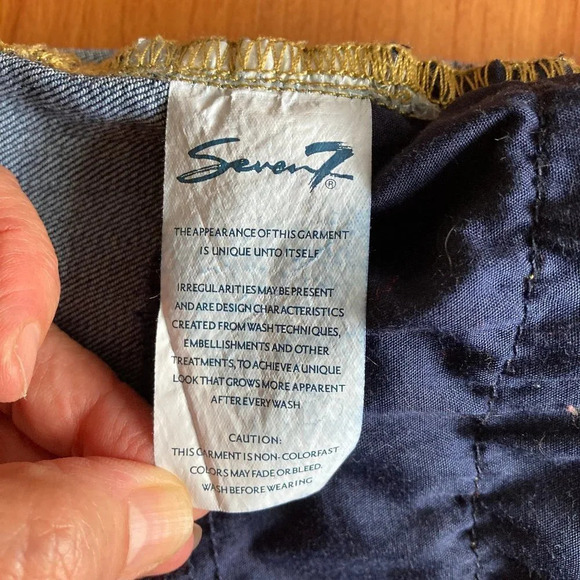 Seven7®
THE APPEARANCE OF THIS GARMENT
IS UNIQUE UNTO ITSELF
IRREGULARITIES MAY BE PRESENT
AND ARE DESIGN CHARACTERISTICS
CREATED FROM WASH TECHNIQUES,
EMBELLISHMENTS AND OTHER
TREATMENTS, TO ACHIEVE A UNIQUE
LOOK THAT GROWS MORE APPARENT
AFTER EVERY WASH
CAUTION:
THIS GARMENT IS NON-COLORFAST
COLORS MAY FADE OR BLEED.
WASH BEFORE WEARING